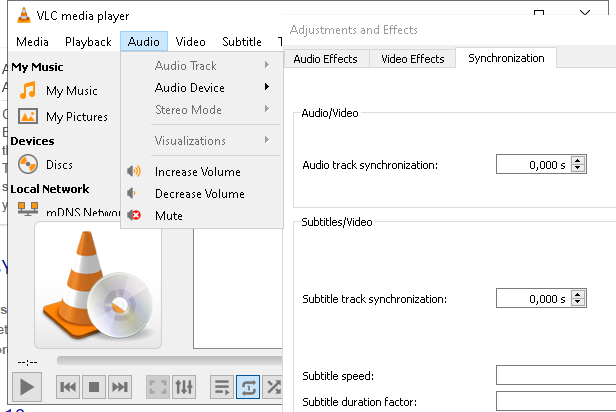 VLC media player
Media Playback Audio Video Subtitle T
My Music
My Music
My Pictures
Devices
Discs
Local Network
mDNS Networ
Audio Track
Audio Device
Stereo Mode
Visualizations
Increase Volume
Decrease Volume
Mute
--:--
Adjustments and Effects
Audio Effects Video Effects Synchronization
Audio/Video
Audio track synchronization: 0,000 s
Subtitles/Video
Subtitle track synchronization: 0,000 s
Subtitle speed:
Subtitle duration factor: